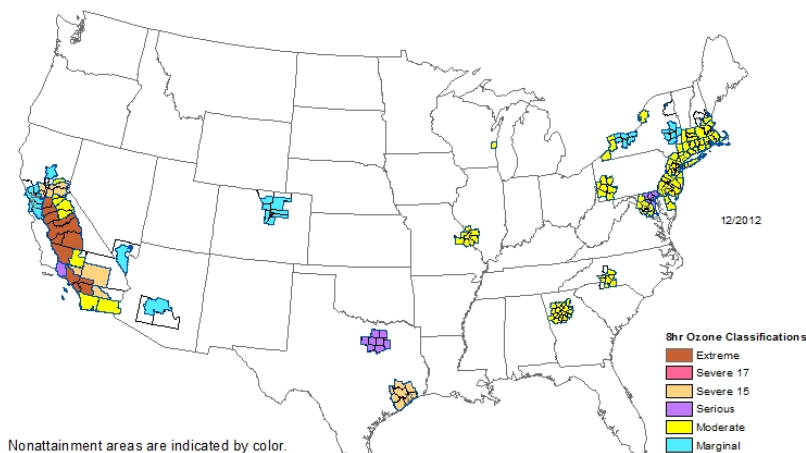 12/2012
8hr Ozone Classifications
Extreme
Severe 17
Severe 15
Serious
Moderate
Marginal
Nonattainment areas are indicated by color.